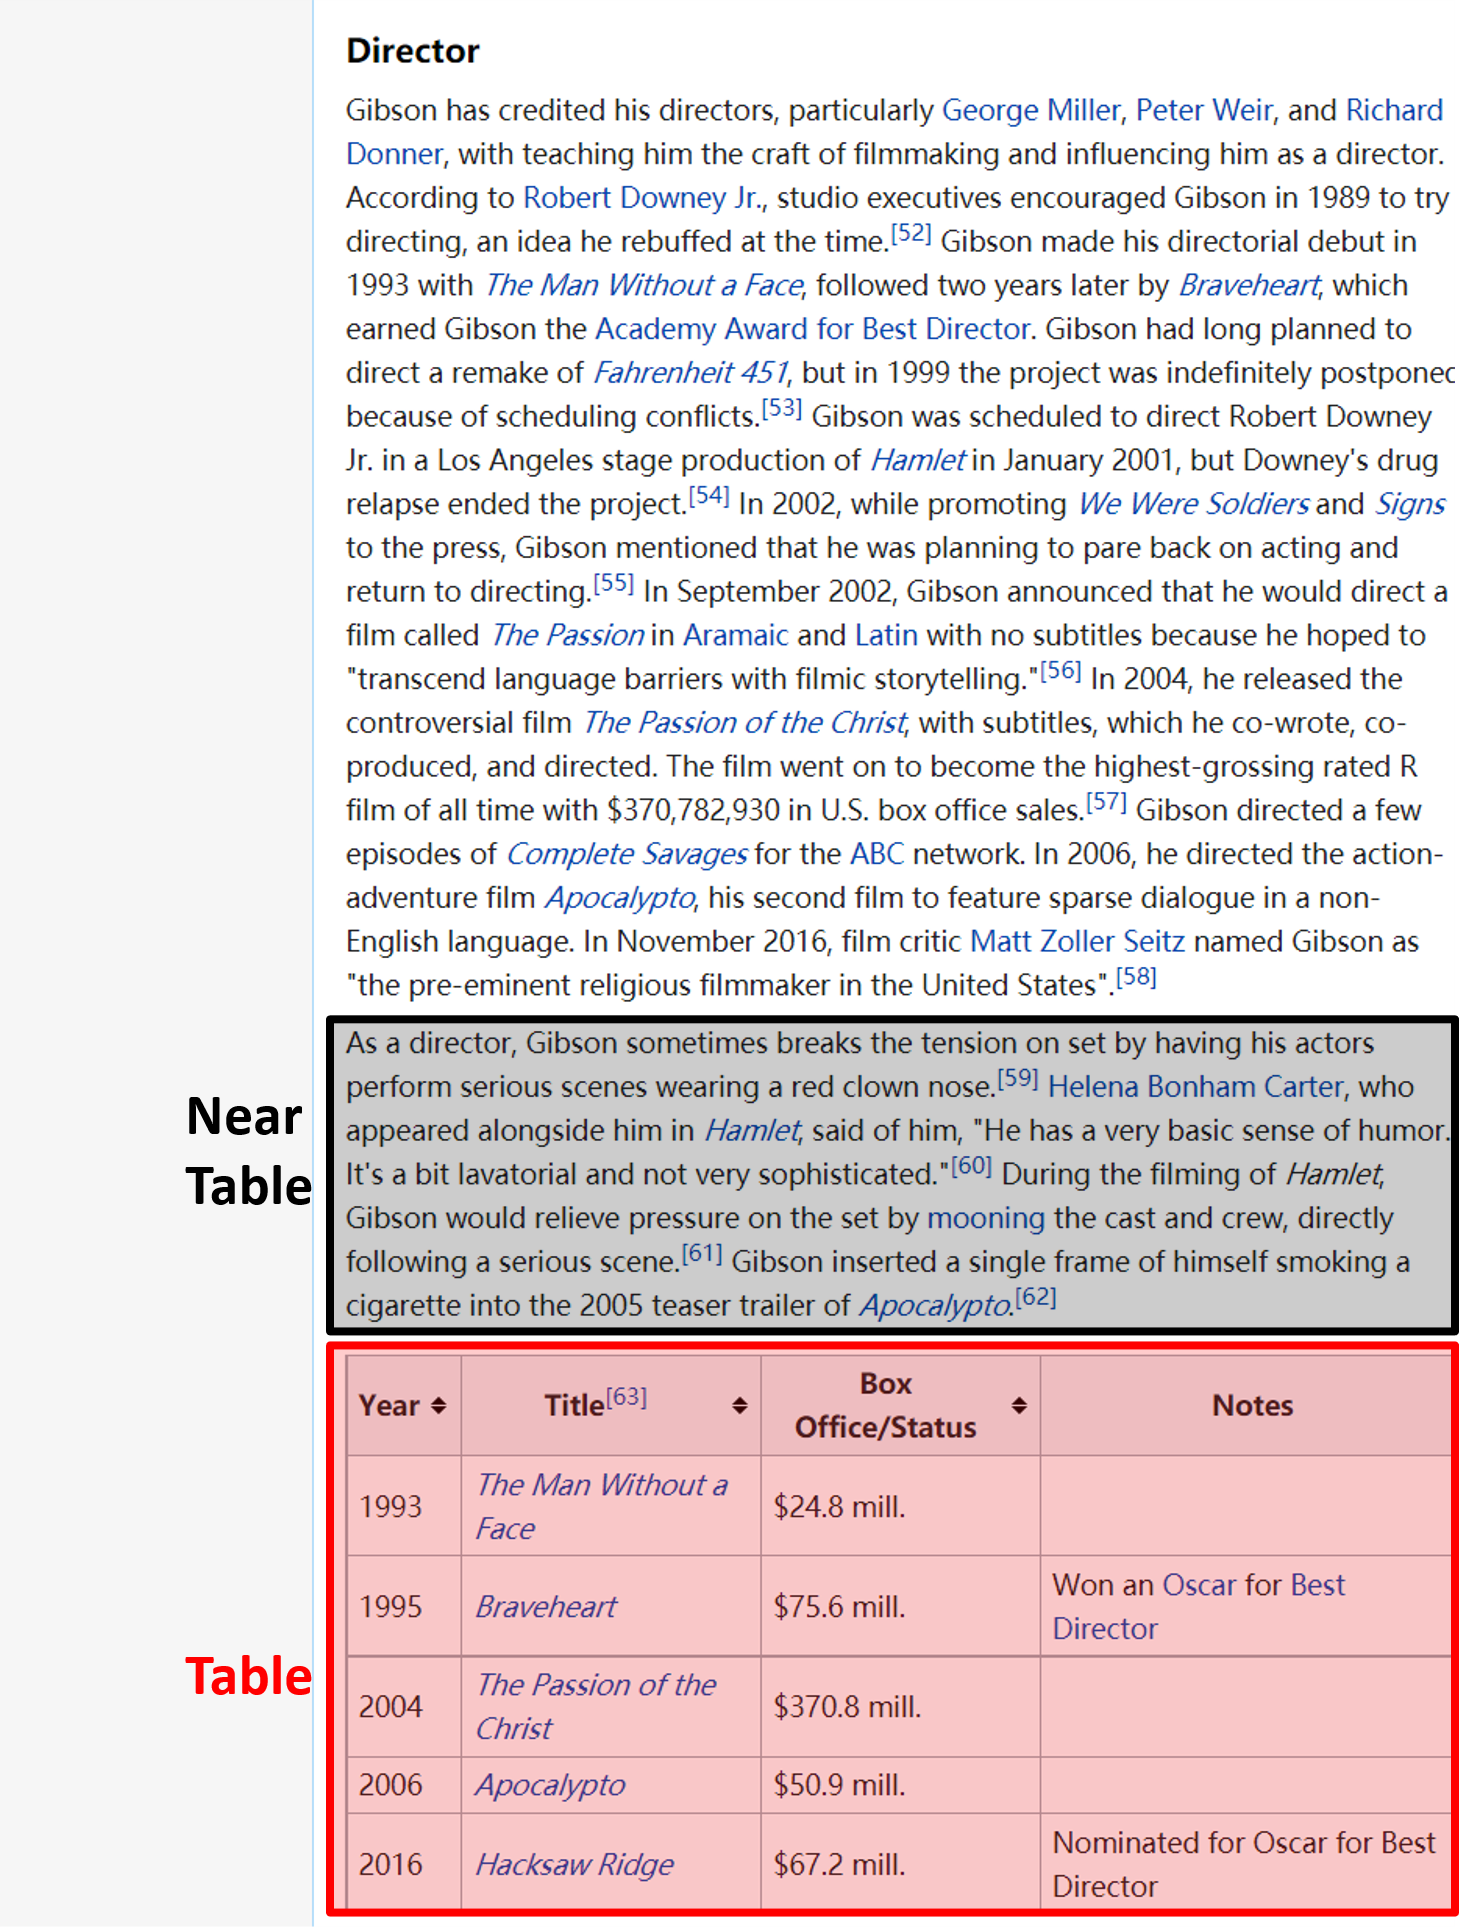 Director
Gibson has credited his directors, particularly George Miller, Peter Weir, and Richard
Donner, with teaching him the craft of filmmaking and influencing him as a director.
According to Robert Downey Jr., studio executives encouraged Gibson in 1989 to try
directing, an idea he rebuffed at the time.[52] Gibson made his directorial debut in
1993 with The Man Without a Face, followed two years later by Braveheart, which
earned Gibson the Academy Award for Best Director. Gibson had long planned to
direct a remake of Fahrenheit 451, but in 1999 the project was indefinitely postponed
because of scheduling conflicts.[53] Gibson was scheduled to direct Robert Downey
Jr. in a Los Angeles stage production of Hamlet in January 2001, but Downey's drug
relapse ended the project.[54] In 2002, while promoting We Were Soldiers and Signs
to the press, Gibson mentioned that he was planning to pare back on acting and
return to directing.[55] In September 2002, Gibson announced that he would direct a
film called The Passion in Aramaic and Latin with no subtitles because he hoped to
"transcend language barriers with filmic storytelling."[56] In 2004, he released the
controversial film The Passion of the Christ, with subtitles, which he co-wrote, co-
produced, and directed. The film went on to become the highest-grossing rated R
film of all time with $370,782,930 in U.S. box office sales.[57] Gibson directed a few
episodes of Complete Savages for the ABC network. In 2006, he directed the action-
adventure film Apocalypto, his second film to feature sparse dialogue in a non-
English language. In November 2016, film critic Matt Zoller Seitz named Gibson as
"the pre-eminent religious filmmaker in the United States".[58]
Near
Table
As a director, Gibson sometimes breaks the tension on set by having his actors
perform serious scenes wearing a red clown nose.[59] Helena Bonham Carter, who
appeared alongside him in Hamlet, said of him, "He has a very basic sense of humor.
It's a bit lavatorial and not very sophisticated."[60] During the filming of Hamlet,
Gibson would relieve pressure on the set by mooning the cast and crew, directly
following a serious scene.[61] Gibson inserted a single frame of himself smoking a
cigarette into the 2005 teaser trailer of Apocalypto.[62]
Table
Year Title[63] Box Office/Status Notes
1993 The Man Without a Face $24.8 mill.
1995 Braveheart $75.6 mill. Won an Oscar for Best Director
2004 The Passion of the Christ $370.8 mill.
2006 Apocalypto $50.9 mill.
2016 Hacksaw Ridge $67.2 mill. Nominated for Oscar for Best Director